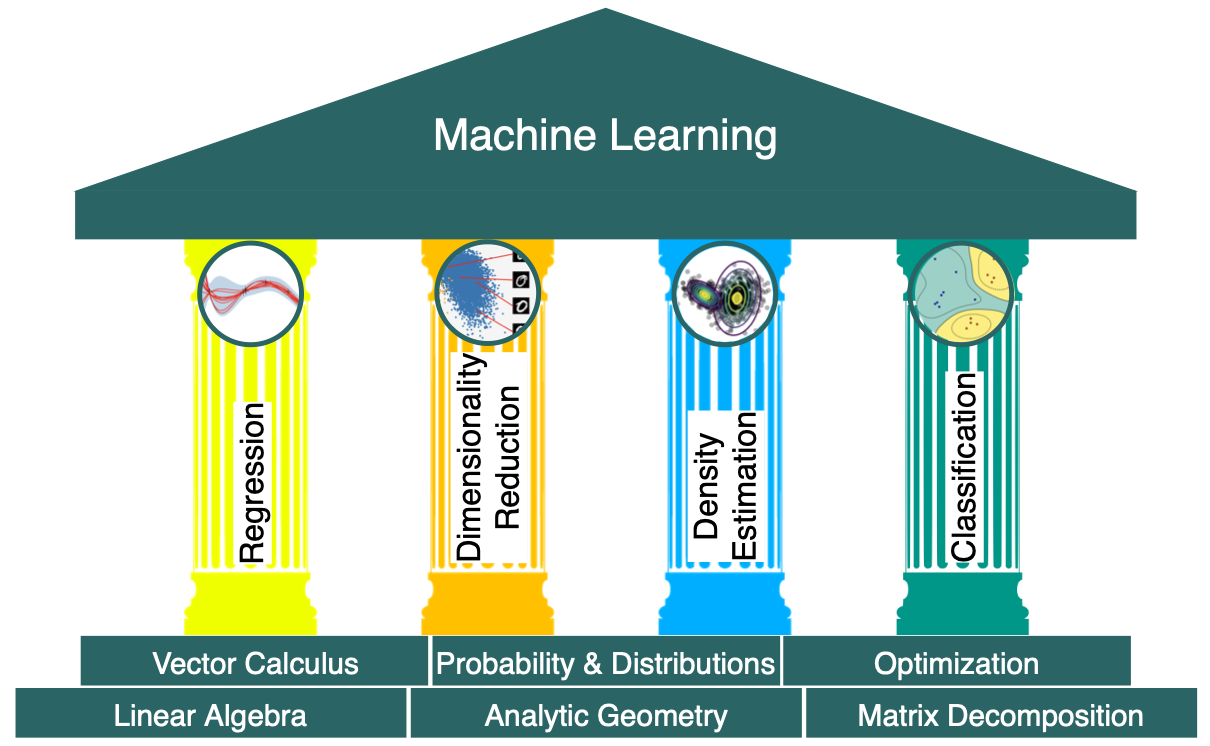 Machine Learning
Regression
Dimensionality
Reduction
Density
Estimation
Classification
Vector Calculus
Probability & Distributions
Optimization
Linear Algebra
Analytic Geometry
Matrix Decomposition